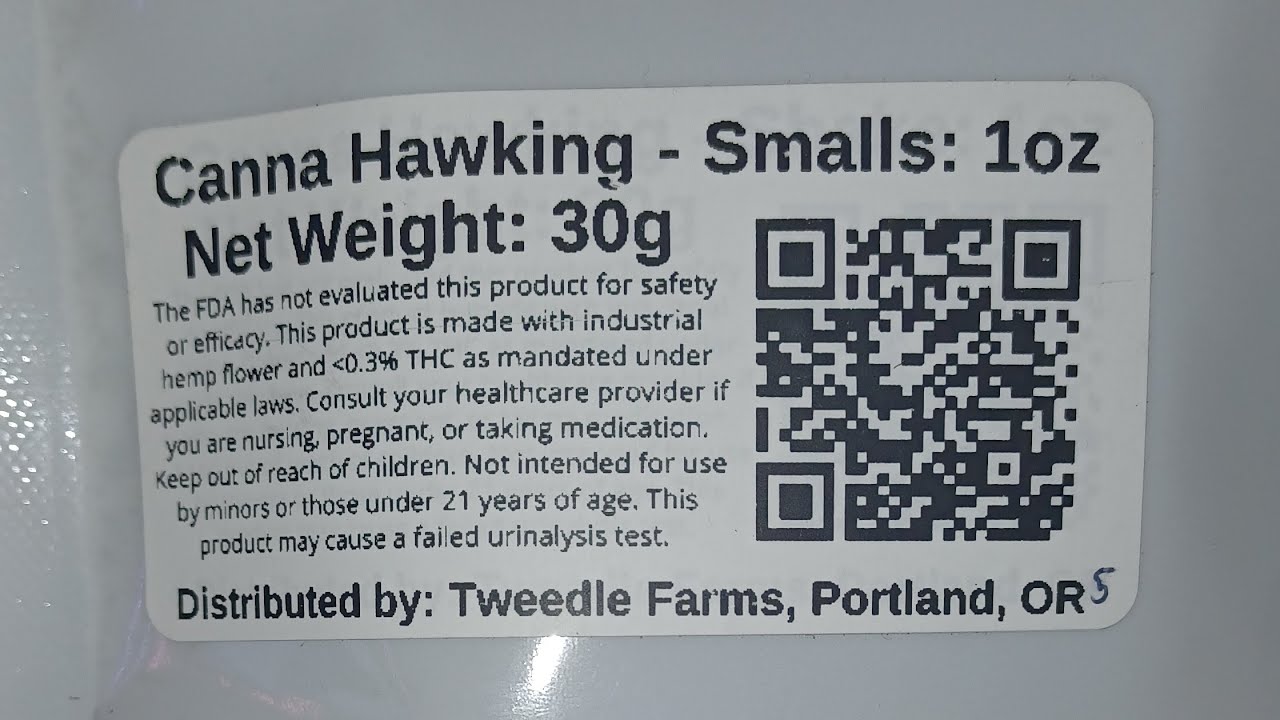 Canna Hawking - Smalls: 1oz
Net Weight: 30g
The FDA has not evaluated this product for safety
or efficacy. This product is made with industrial
hemp flower and <0.3% THC as mandated under
applicable laws. Consult your healthcare provider if
you are nursing, pregnant, or taking medication.
Keep out of reach of children. Not intended for use
by minors or those under 21 years of age. This
product may cause a failed urinalysis test.
Distributed by: Tweedle Farms, Portland, OR 5